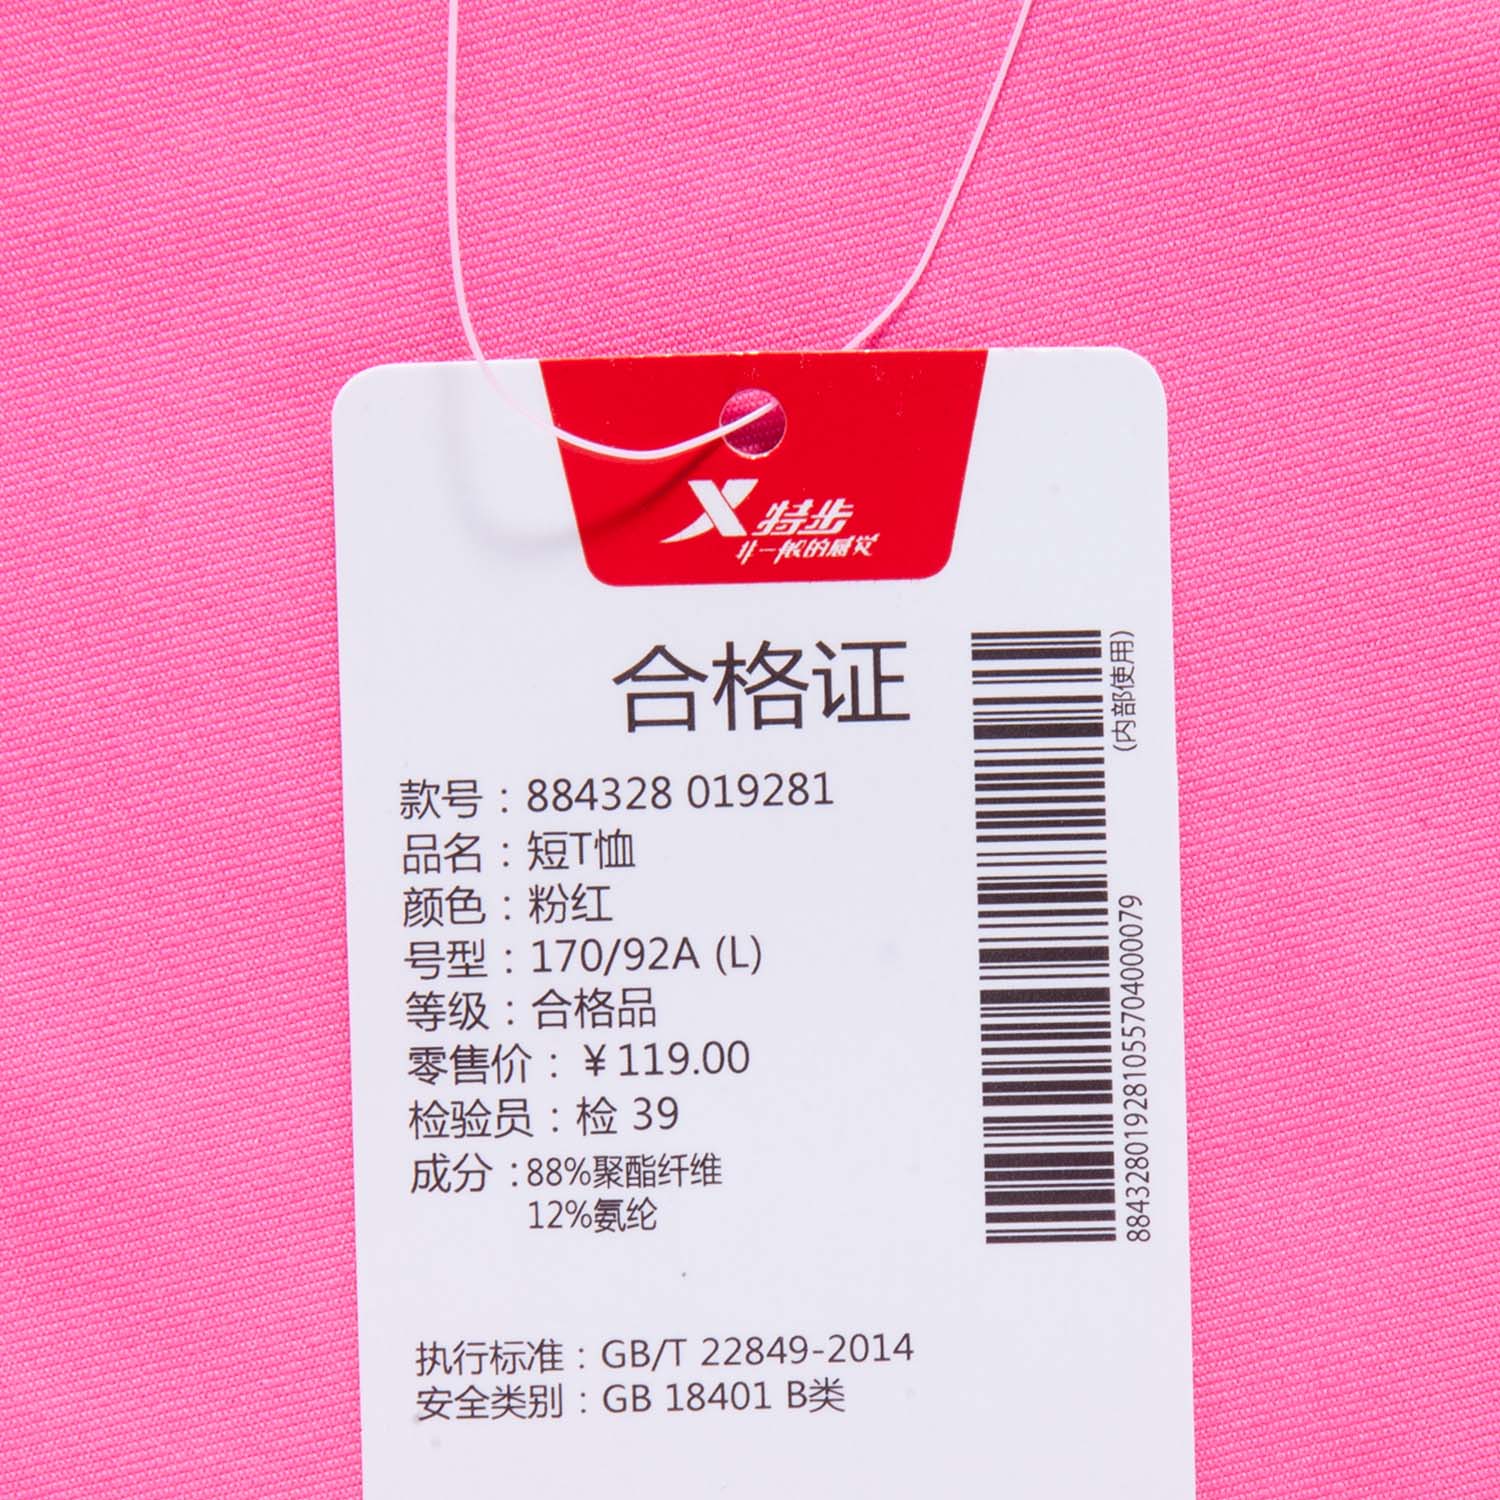 X 特步
非一般的感觉
合格证
款号：884328 019281
品名：短T恤
颜色：粉红
号型：170/92A (L)
等级：合格品
零售价：￥119.00
检验员：检 39
成分：88%聚酯纤维
12%氨纶
执行标准：GB/T 22849-2014
安全类别：GB 18401 B类
(内部使用)
88432801928105570400079